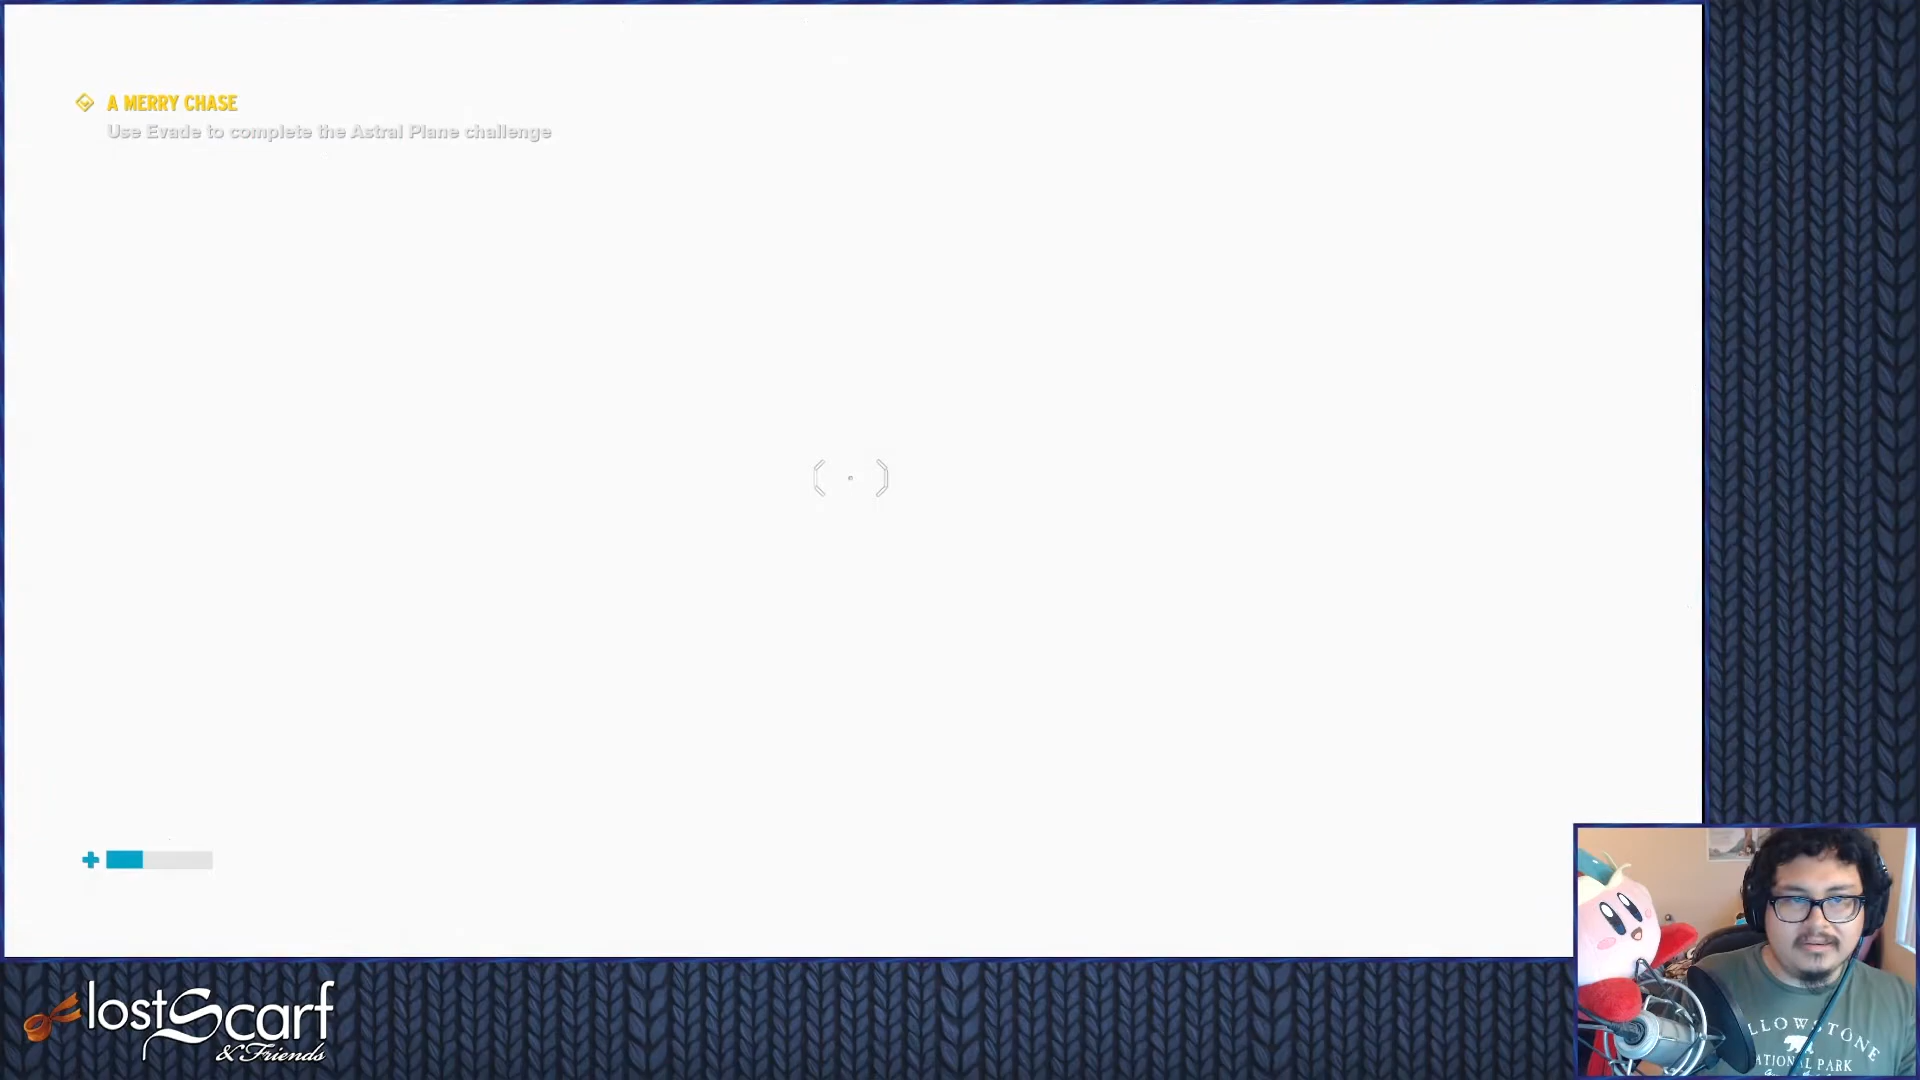 A MERRY CHASE
Use Evade to complete the Astral Plane challenge
lostScarf
& Friends
LLOWSTONE
ATIONAL PARK